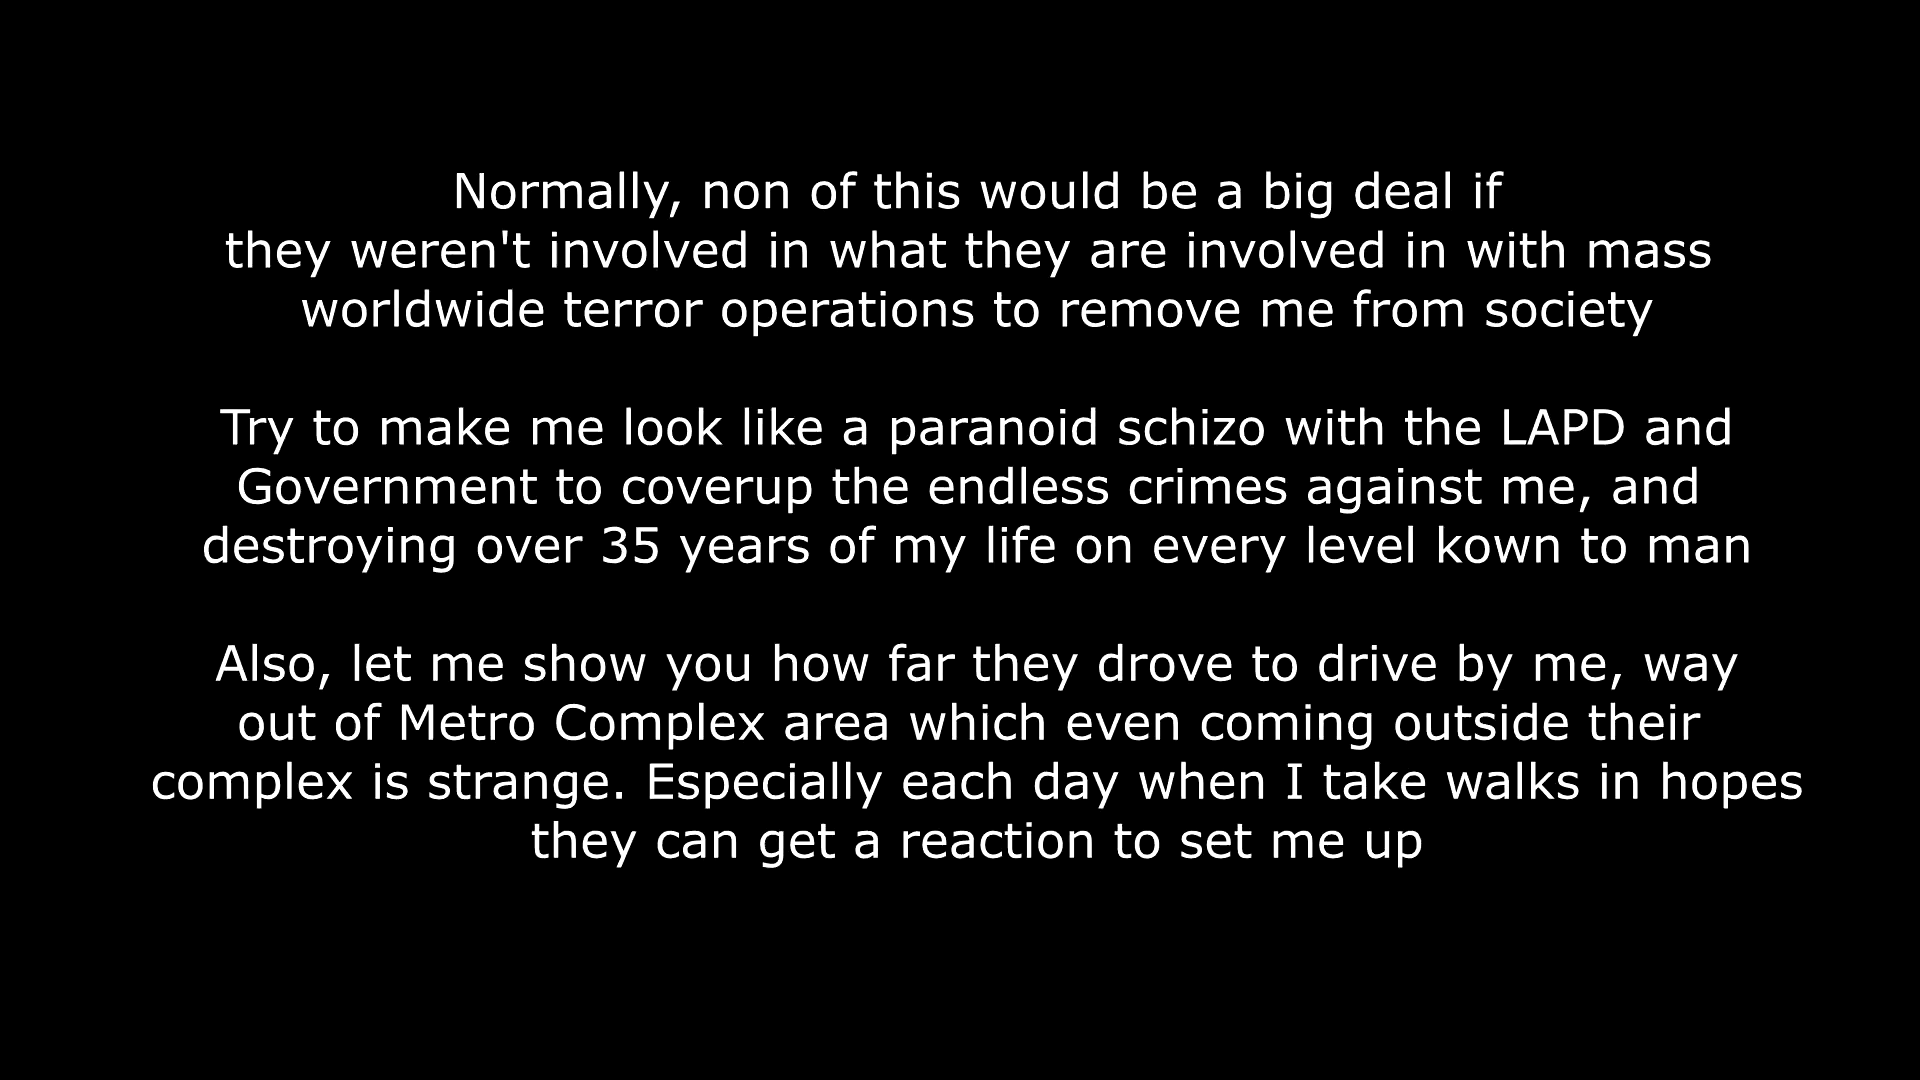 Normally, non of this would be a big deal if
they weren't involved in what they are involved in with mass
worldwide terror operations to remove me from society
Try to make me look like a paranoid schizo with the LAPD and
Government to coverup the endless crimes against me, and
destroying over 35 years of my life on every level kown to man
Also, let me show you how far they drove to drive by me, way
out of Metro Complex area which even coming outside their
complex is strange. Especially each day when I take walks in hopes
they can get a reaction to set me up